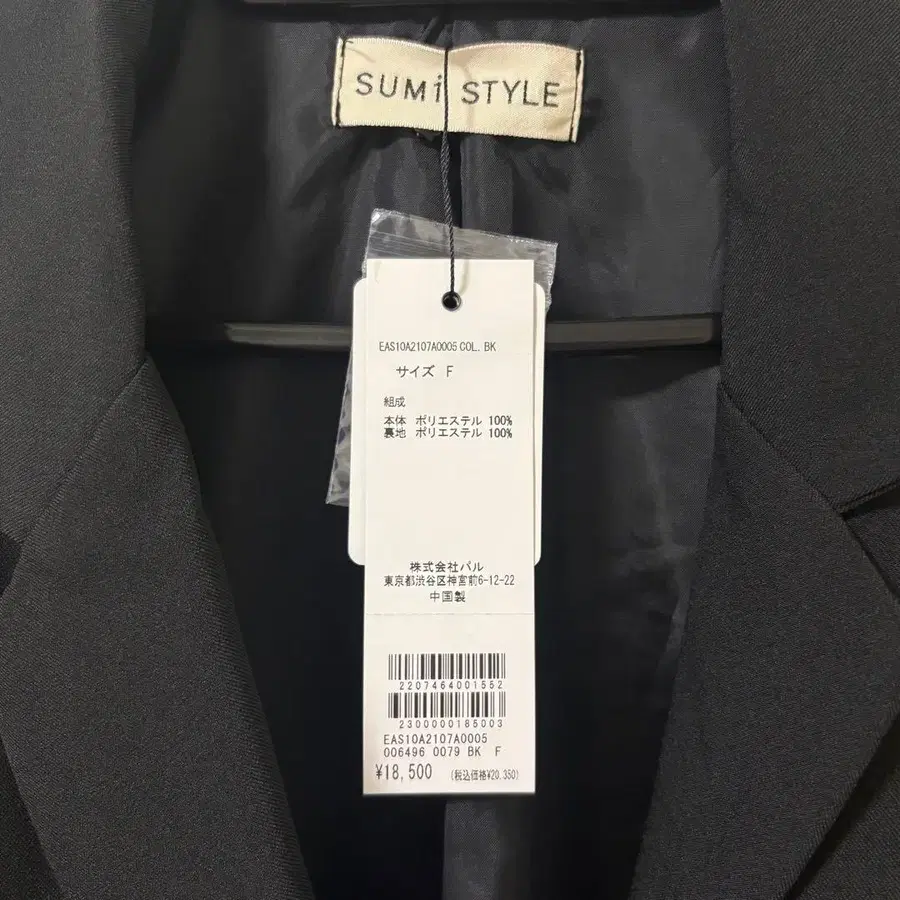 SUMi STYLE
EAS10A2107A0005 COL. BK
サイズ F
組成
本体 ポリエステル 100%
裏地 ポリエステル 100%
株式会社パル
東京都渋谷区神宮前6-12-22
中国製
2207464001552
2300000185003
EAS10A2107A0005
006496 0079 BK F
¥18,500 (税込価格¥20,350)